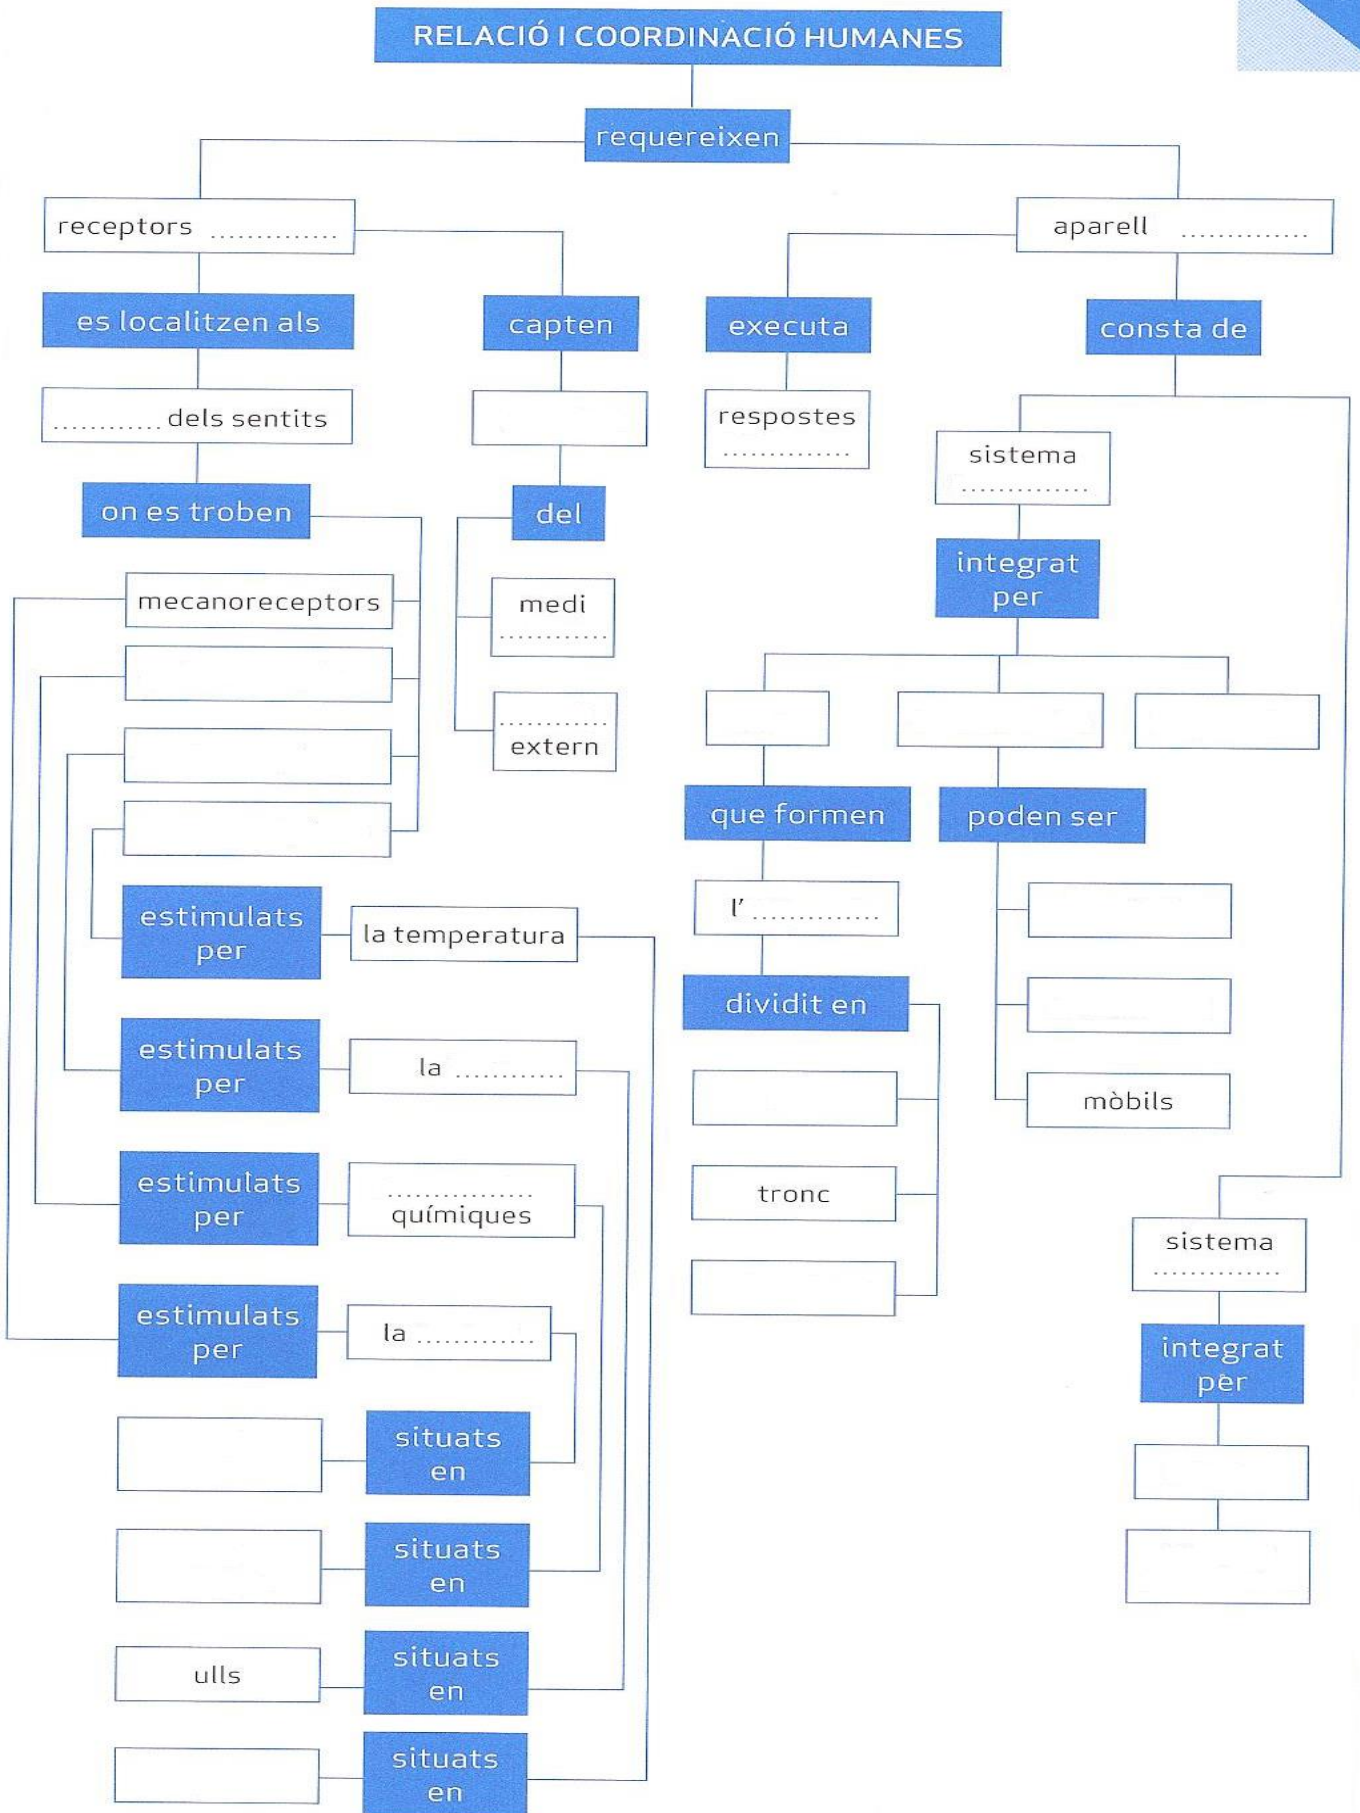 RELACIÓ I COORDINACIÓ HUMANES
requereixen
receptors ..............
aparell ..............
es localitzen als
capten
executa
consta de
............ dels sentits
respostes
..............
sistema
..............
on es troben
del
integrat
per
mecanoreceptors
medi
............
............
extern
que formen
poden ser
l' ..............
estimulats
per
la temperatura
dividit en
estimulats
per
la ............
mòbils
estimulats
per
................
químiques
tronc
sistema
..............
estimulats
per
la .............
integrat
per
situats
en
situats
en
ulls
situats
en
situats
en